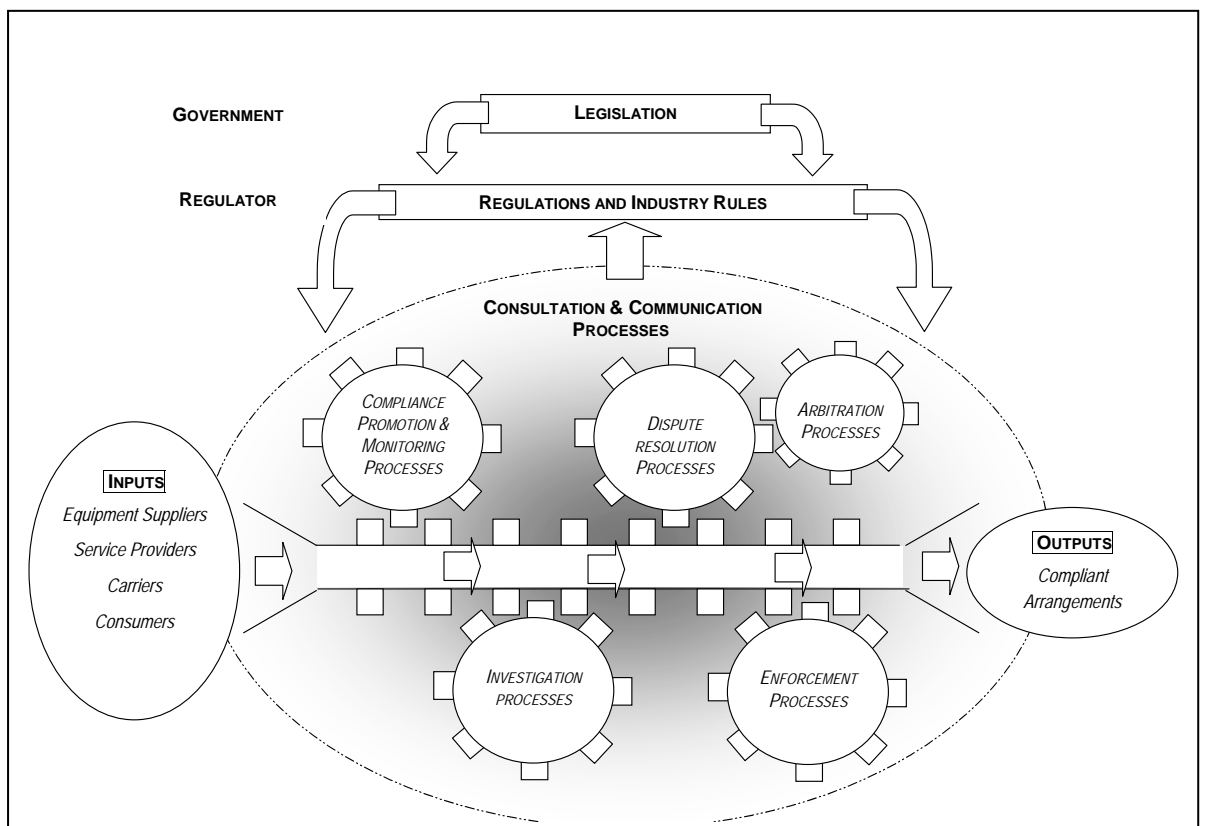 GOVERNMENT
LEGISLATION
REGULATOR
REGULATIONS AND INDUSTRY RULES
CONSULTATION & COMMUNICATION
PROCESSES
COMPLIANCE
PROMOTION &
MONITORING
PROCESSES
DISPUTE
RESOLUTION
PROCESSES
ARBITRATION
PROCESSES
INPUTS
Equipment Suppliers
Service Providers
Carriers
Consumers
OUTPUTS
Compliant
Arrangements
INVESTIGATION
PROCESSES
ENFORCEMENT
PROCESSES